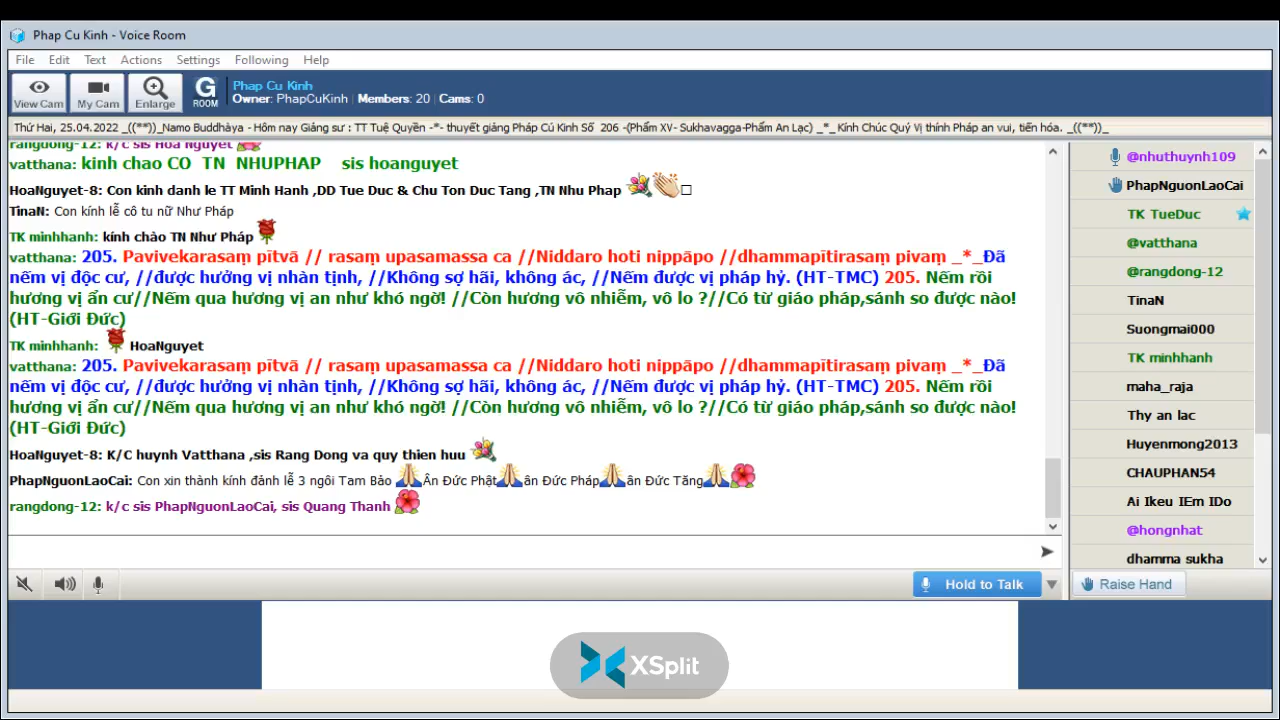 Phap Cu Kinh - Voice Room
File Edit Text Actions Settings Following Help
View Cam My Cam Enlarge G ROOM
Phap Cu Kinh
Owner: PhapCuKinh | Members: 20 | Cams: 0
Thứ Hai, 25.04.2022 _((**))_Namo Buddhàya - Hôm nay Giảng sư : TT Tuệ Quyền -*- thuyết giảng Pháp Cú Kinh Số 206 -(Phẩm XV- Sukhavagga-Phẩm An Lạc) _*_ Kính Chúc Quý Vị thính Pháp an vui, tiến hóa. _((**))_
rangdong-12: k/c sis Hoa Nguyet
vatthana: kinh chao CO TN NHUPHAP sis hoanguyet
HoaNguyet-8: Con kinh danh le TT Minh Hanh ,DD Tue Duc & Chu Ton Duc Tang ,TN Nhu Phap
TinaN: Con kính lễ cô tu nữ Như Pháp
TK minhhanh: kính chào TN Như Pháp
vatthana: 205. Pavivekarasaṃ pītvā // rasaṃ upasamassa ca //Niddaro hoti nippāpo //dhammapītirasaṃ pivaṃ _*_Đã
nếm vị độc cư, //được hưởng vị nhàn tịnh, //Không sợ hãi, không ác, //Nếm được vị pháp hỷ. (HT-TMC) 205. Nếm rồi
hương vị ẩn cư//Nếm qua hương vị an như khó ngờ! //Còn hương vô nhiễm, vô lo ?//Có từ giáo pháp,sánh so được nào!
(HT-Giới Đức)
TK minhhanh: HoaNguyet
vatthana: 205. Pavivekarasaṃ pītvā // rasaṃ upasamassa ca //Niddaro hoti nippāpo //dhammapītirasaṃ pivaṃ _*_Đã
nếm vị độc cư, //được hưởng vị nhàn tịnh, //Không sợ hãi, không ác, //Nếm được vị pháp hỷ. (HT-TMC) 205. Nếm rồi
hương vị ẩn cư//Nếm qua hương vị an như khó ngờ! //Còn hương vô nhiễm, vô lo ?//Có từ giáo pháp,sánh so được nào!
(HT-Giới Đức)
HoaNguyet-8: K/C huynh Vatthana ,sis Rang Dong va quy thien huu
PhapNguonLaoCai: Con xin thành kính đảnh lễ 3 ngôi Tam Bảo Ân Đức Phật ân Đức Pháp ân Đức Tăng
rangdong-12: k/c sis PhapNguonLaoCai, sis Quang Thanh
@nhuthuynh109
PhapNguonLaoCai
TK TueDuc
@vatthana
@rangdong-12
TinaN
Suongmai000
TK minhhanh
maha_raja
Thy an lac
Huyenmong2013
CHAUPHAN54
Ai Ikeu IEm IDo
@hongnhat
dhamma sukha
Hold to Talk
Raise Hand
XSplit